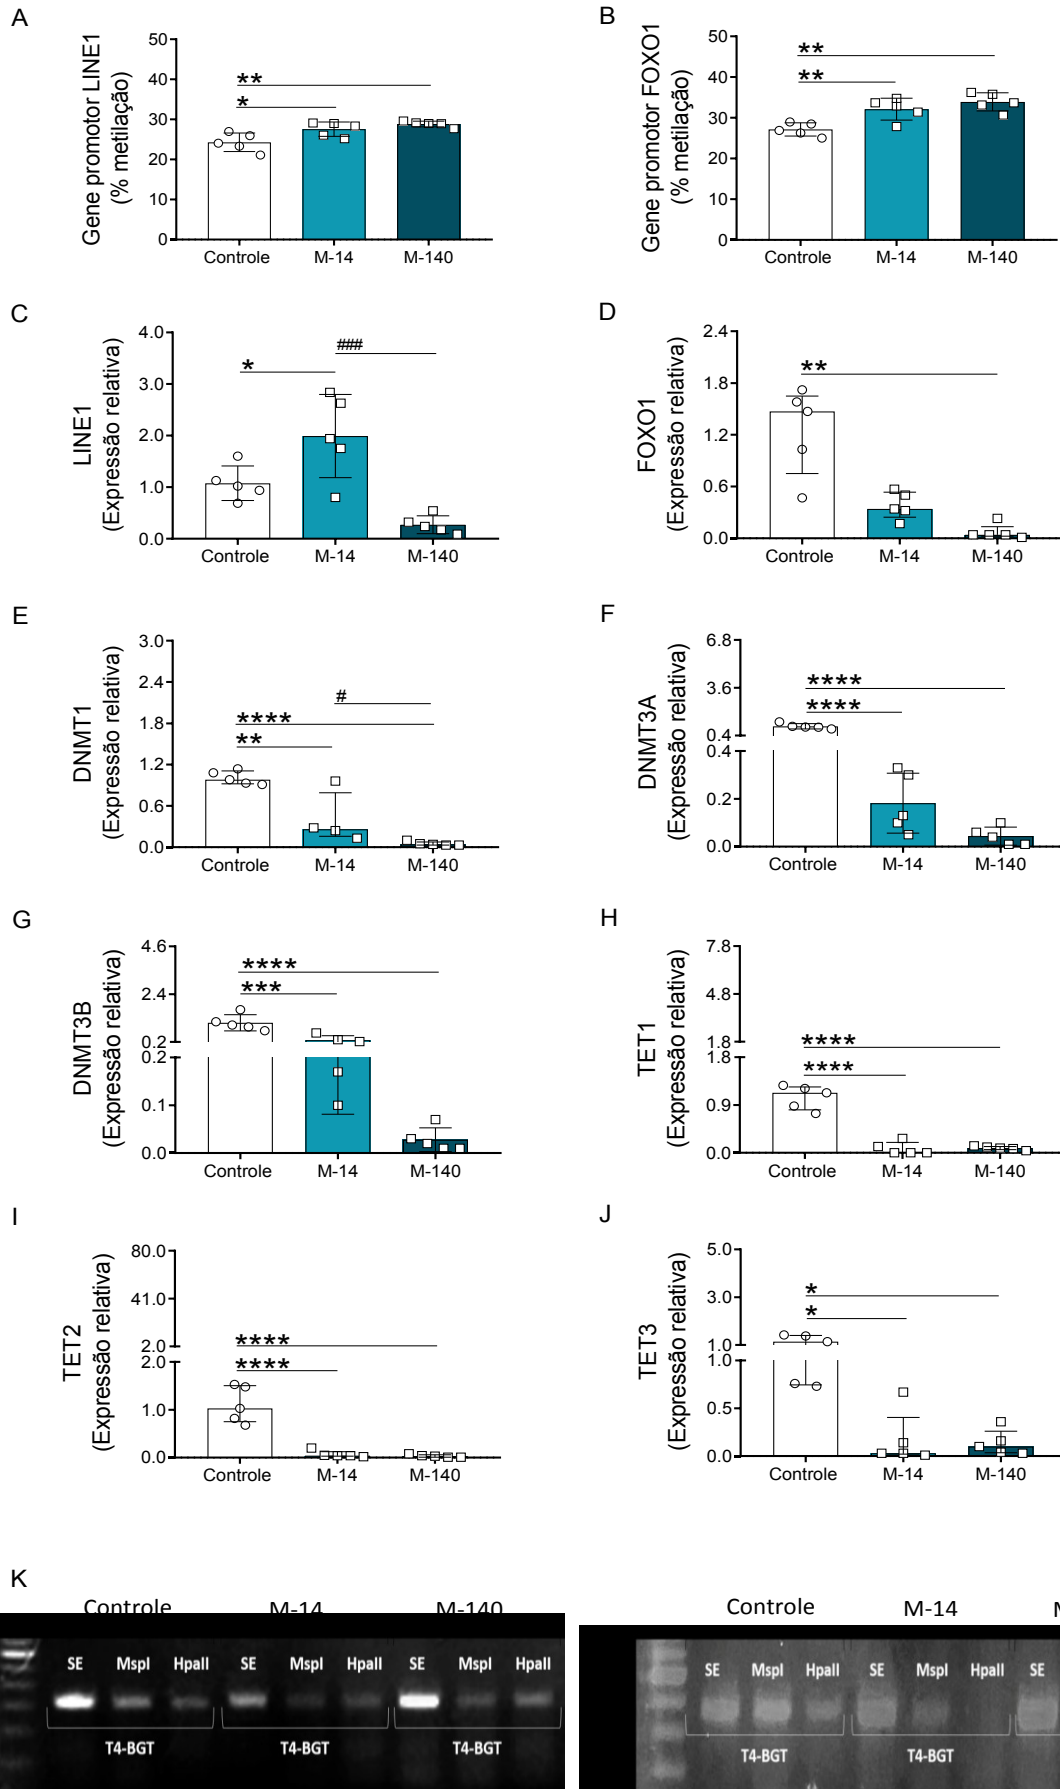 A
Gene promotor LINE1
(% metilação)
50
40
30
20
10
0
**
*
Controle M-14 M-140
B
Gene promotor FOXO1
(% metilação)
50
40
30
20
10
0
**
**
Controle M-14 M-140
C
LINE1
(Expressão relativa)
4.0
3.0
2.0
1.0
0.0
###
*
Controle M-14 M-140
D
FOXO1
(Expressão relativa)
2.4
1.8
1.2
0.6
0.0
**
Controle M-14 M-140
E
DNMT1
(Expressão relativa)
3.0
2.4
1.8
1.2
0.6
0.0
#
****
**
Controle M-14 M-140
F
DNMT3A
(Expressão relativa)
6.8
3.6
0.4
0.4
0.2
0.0
****
****
Controle M-14 M-140
G
DNMT3B
(Expressão relativa)
4.6
2.4
0.2
0.2
0.1
0.0
****
***
Controle M-14 M-140
H
TET1
(Expressão relativa)
7.8
4.8
1.8
1.8
0.9
0.0
****
****
Controle M-14 M-140
I
TET2
(Expressão relativa)
80.0
41.0
2.0
2.0
1.0
0.0
****
****
Controle M-14 M-140
J
TET3
(Expressão relativa)
5.0
3.0
1.0
1.0
0.5
0.0
*
*
Controle M-14 M-140
K
Controle M-14 M-140
SE MspI HpaII SE MspI HpaII SE MspI HpaII
T4-BGT T4-BGT T4-BGT
Controle M-14 M
SE MspI HpaII SE MspI HpaII SE
T4-BGT T4-BGT